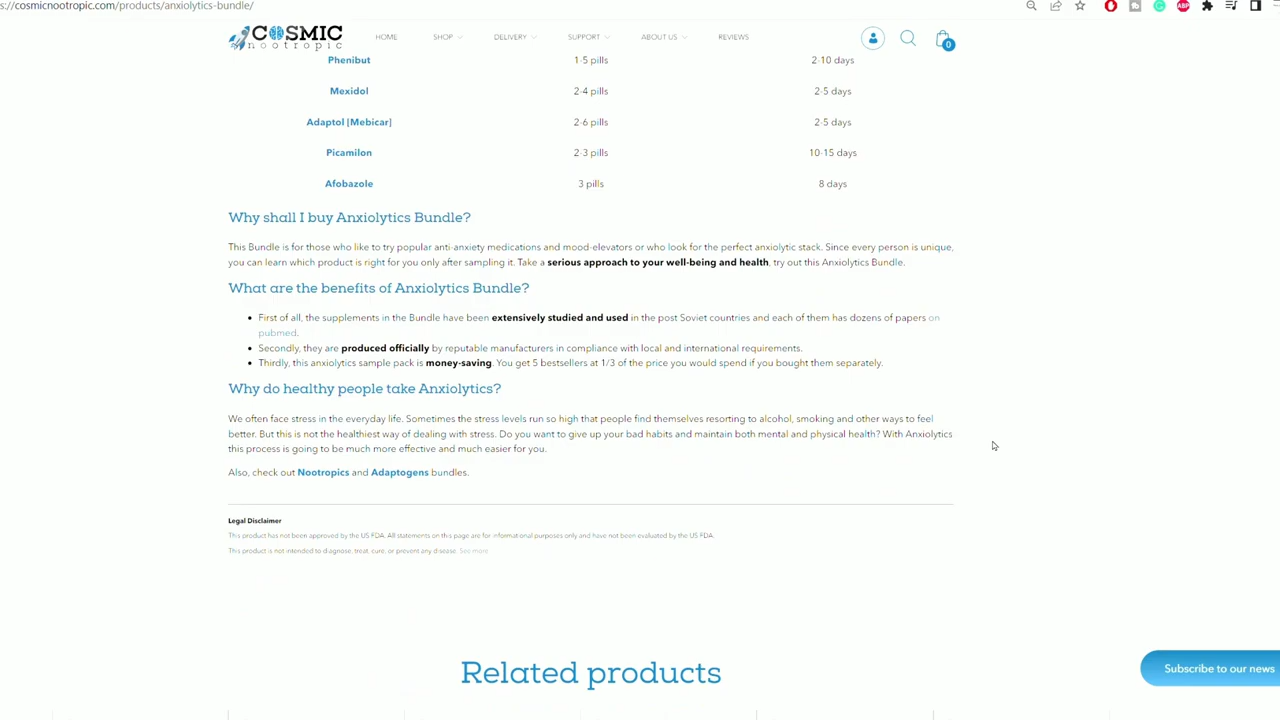 s://cosmicnootropic.com/products/anxiolytics-bundle/
COSMIC
nootropic
HOME
SHOP
DELIVERY
SUPPORT
ABOUT US
REVIEWS
0
Phenibut 1-5 pills 2-10 days
Mexidol 2-4 pills 2-5 days
Adaptol [Mebicar] 2-6 pills 2-5 days
Picamilon 2-3 pills 10-15 days
Afobazole 3 pills 8 days
Why shall I buy Anxiolytics Bundle?
This Bundle is for those who like to try popular anti-anxiety medications and mood-elevators or who look for the perfect anxiolytic stack. Since every person is unique,
you can learn which product is right for you only after sampling it. Take a serious approach to your well-being and health, try out this Anxiolytics Bundle.
What are the benefits of Anxiolytics Bundle?
First of all, the supplements in the Bundle have been extensively studied and used in the post Soviet countries and each of them has dozens of papers on
pubmed.
Secondly, they are produced officially by reputable manufacturers in compliance with local and international requirements.
Thirdly, this anxiolytics sample pack is money-saving. You get 5 bestsellers at 1/3 of the price you would spend if you bought them separately.
Why do healthy people take Anxiolytics?
We often face stress in the everyday life. Sometimes the stress levels run so high that people find themselves resorting to alcohol, smoking and other ways to feel
better. But this is not the healthiest way of dealing with stress. Do you want to give up your bad habits and maintain both mental and physical health? With Anxiolytics
this process is going to be much more effective and much easier for you.
Also, check out Nootropics and Adaptogens bundles.
Legal Disclaimer
This product has not been approved by the US FDA. All statements on this page are for informational purposes only and have not been evaluated by the US FDA.
This product is not intended to diagnose, treat, cure, or prevent any disease. See more
Related products
Subscribe to our news
ABP